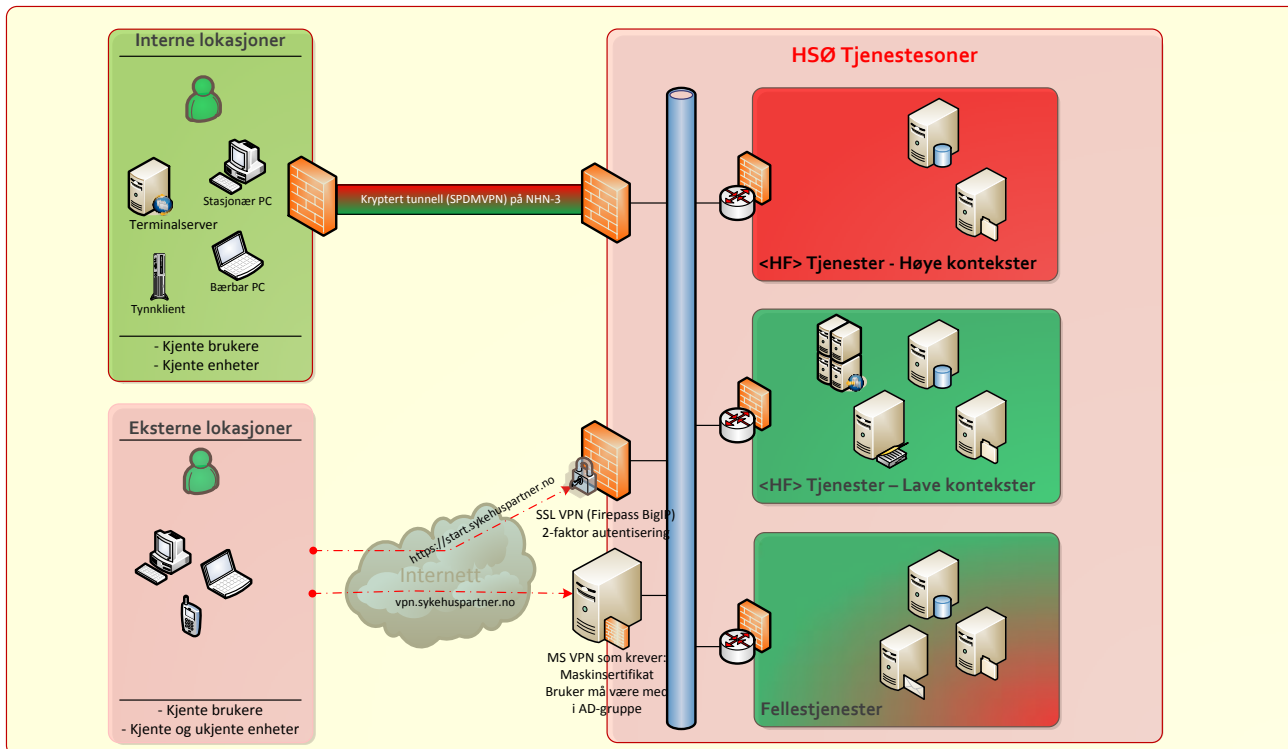 Interne lokasjoner
Stasjonær PC
Terminalserver
Bærbar PC
Tynnklient
- Kjente brukere
- Kjente enheter
Kryptert tunnell (SPDMVPN) på NHN-3
HSØ Tjenestesoner
<HF> Tjenester - Høye kontekster
<HF> Tjenester – Lave kontekster
Fellestjenester
Eksterne lokasjoner
- Kjente brukere
- Kjente og ukjente enheter
https://start.sykehuspartner.no
Internett
vpn.sykehuspartner.no
SSL VPN (Firepass BigIP)
2-faktor autentisering
MS VPN som krever:
Maskinsertifikat
Bruker må være med
i AD-gruppe